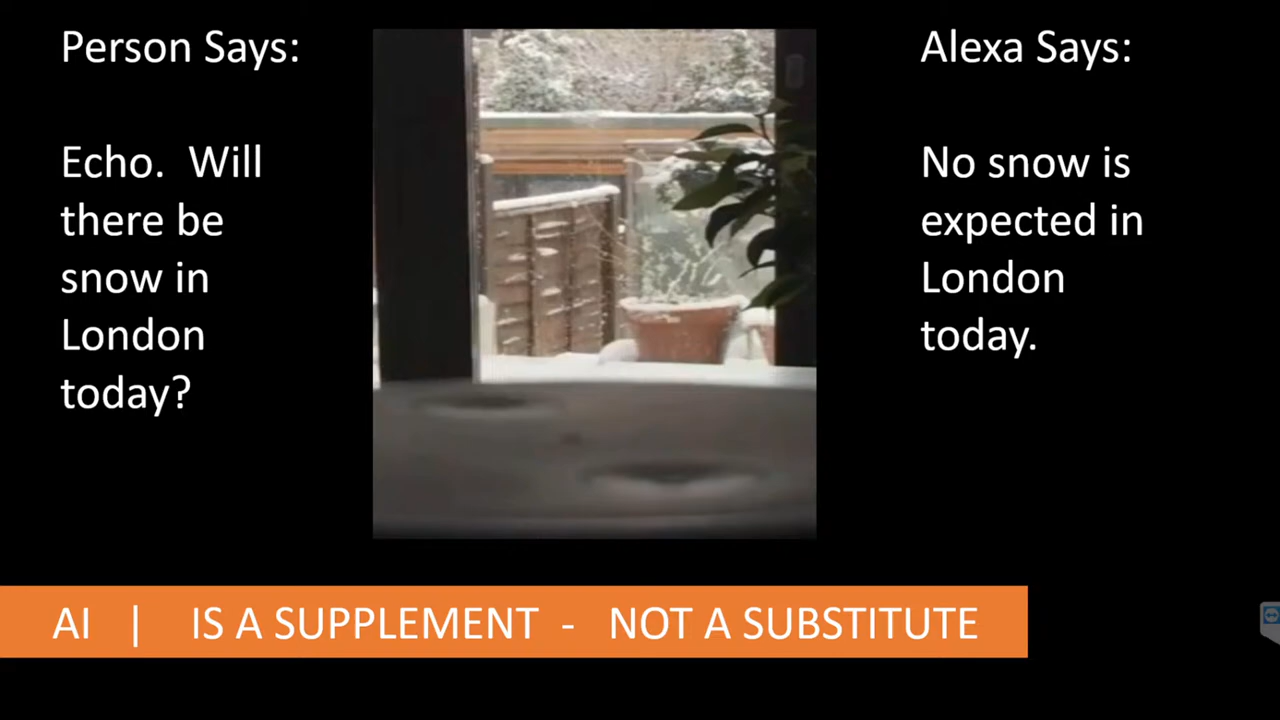 Person Says:
Echo.  Will
there be
snow in
London
today?
Alexa Says:
No snow is
expected in
London
today.
AI | IS A SUPPLEMENT - NOT A SUBSTITUTE